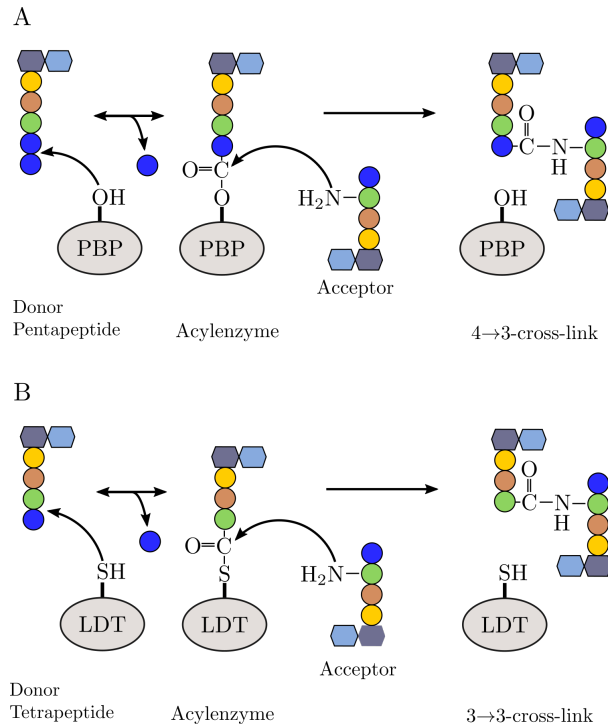 A
OH
PBP
Donor
Pentapeptide
O=C
O
PBP
Acylenzyme
H₂N
Acceptor
O
C–N
H
OH
PBP
4→3-cross-link
B
SH
LDT
Donor
Tetrapeptide
O=C
S
LDT
Acylenzyme
H₂N
Acceptor
O
C–N
H
SH
LDT
3→3-cross-link